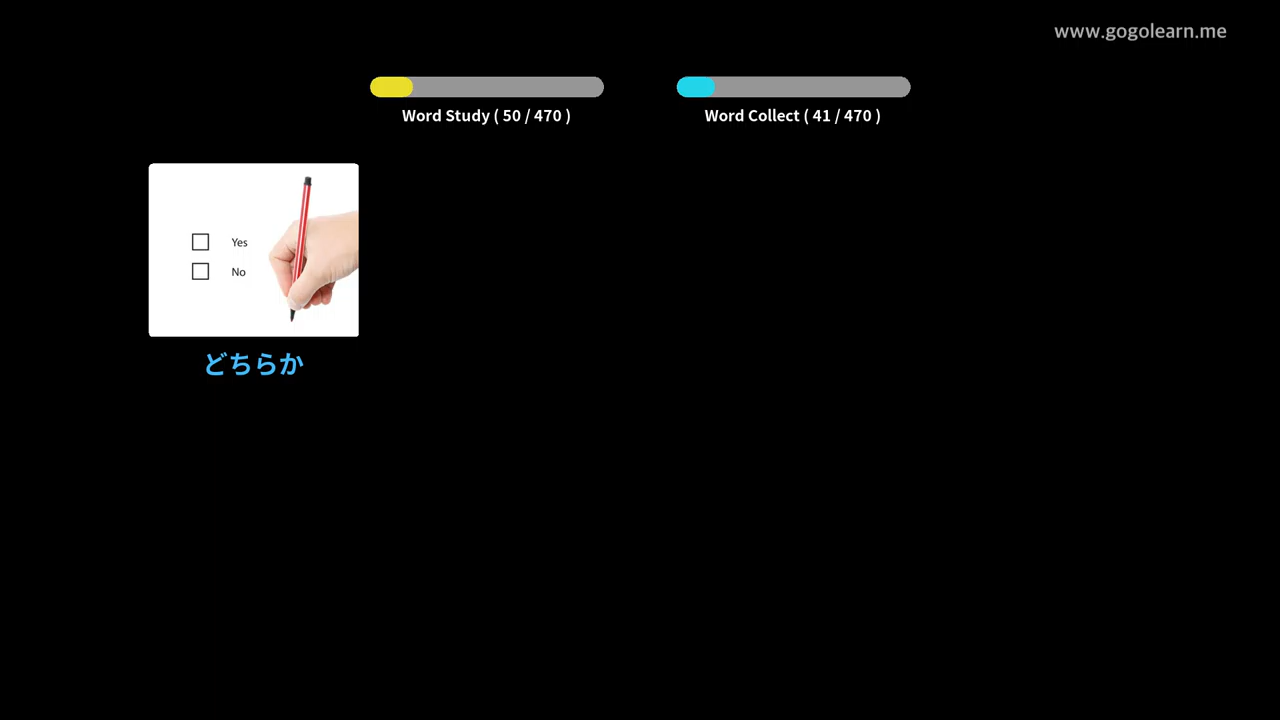 www.gogolearn.me
Word Study ( 50 / 470 )
Word Collect ( 41 / 470 )
Yes
No
どちらか